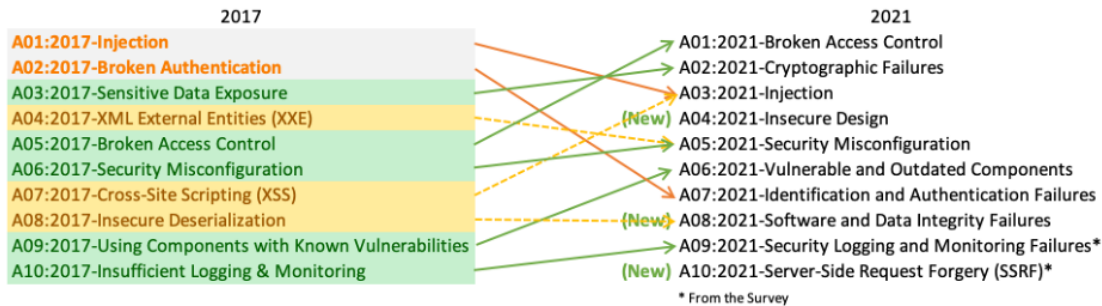 2017
2021
A01:2017-Injection
A02:2017-Broken Authentication
A03:2017-Sensitive Data Exposure
A04:2017-XML External Entities (XXE)
A05:2017-Broken Access Control
A06:2017-Security Misconfiguration
A07:2017-Cross-Site Scripting (XSS)
A08:2017-Insecure Deserialization
A09:2017-Using Components with Known Vulnerabilities
A10:2017-Insufficient Logging & Monitoring
A01:2021-Broken Access Control
A02:2021-Cryptographic Failures
A03:2021-Injection
(New) A04:2021-Insecure Design
A05:2021-Security Misconfiguration
A06:2021-Vulnerable and Outdated Components
A07:2021-Identification and Authentication Failures
(New) A08:2021-Software and Data Integrity Failures
A09:2021-Security Logging and Monitoring Failures*
(New) A10:2021-Server-Side Request Forgery (SSRF)*
* From the Survey